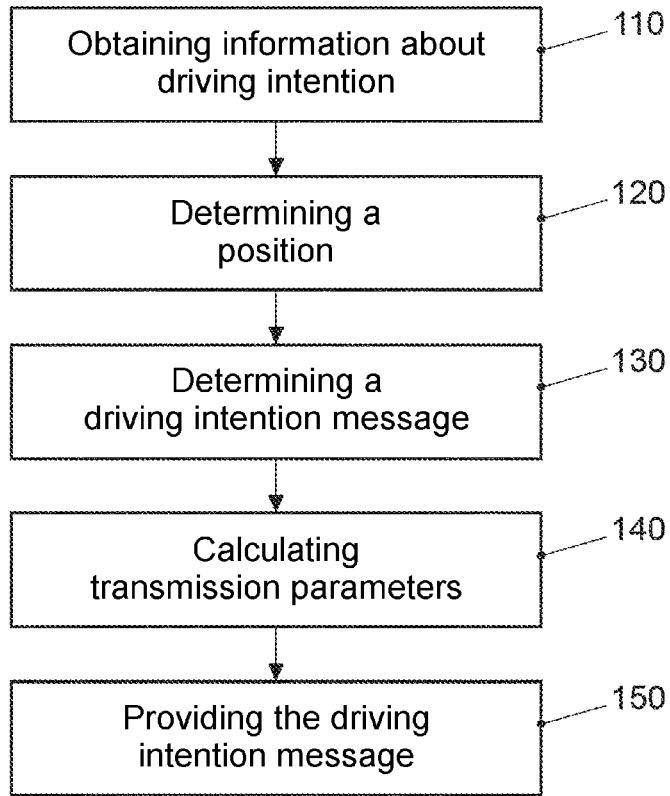 Obtaining information about
driving intention
110
Determining a
position
120
Determining a
driving intention message
130
Calculating
transmission parameters
140
Providing the driving
intention message
150